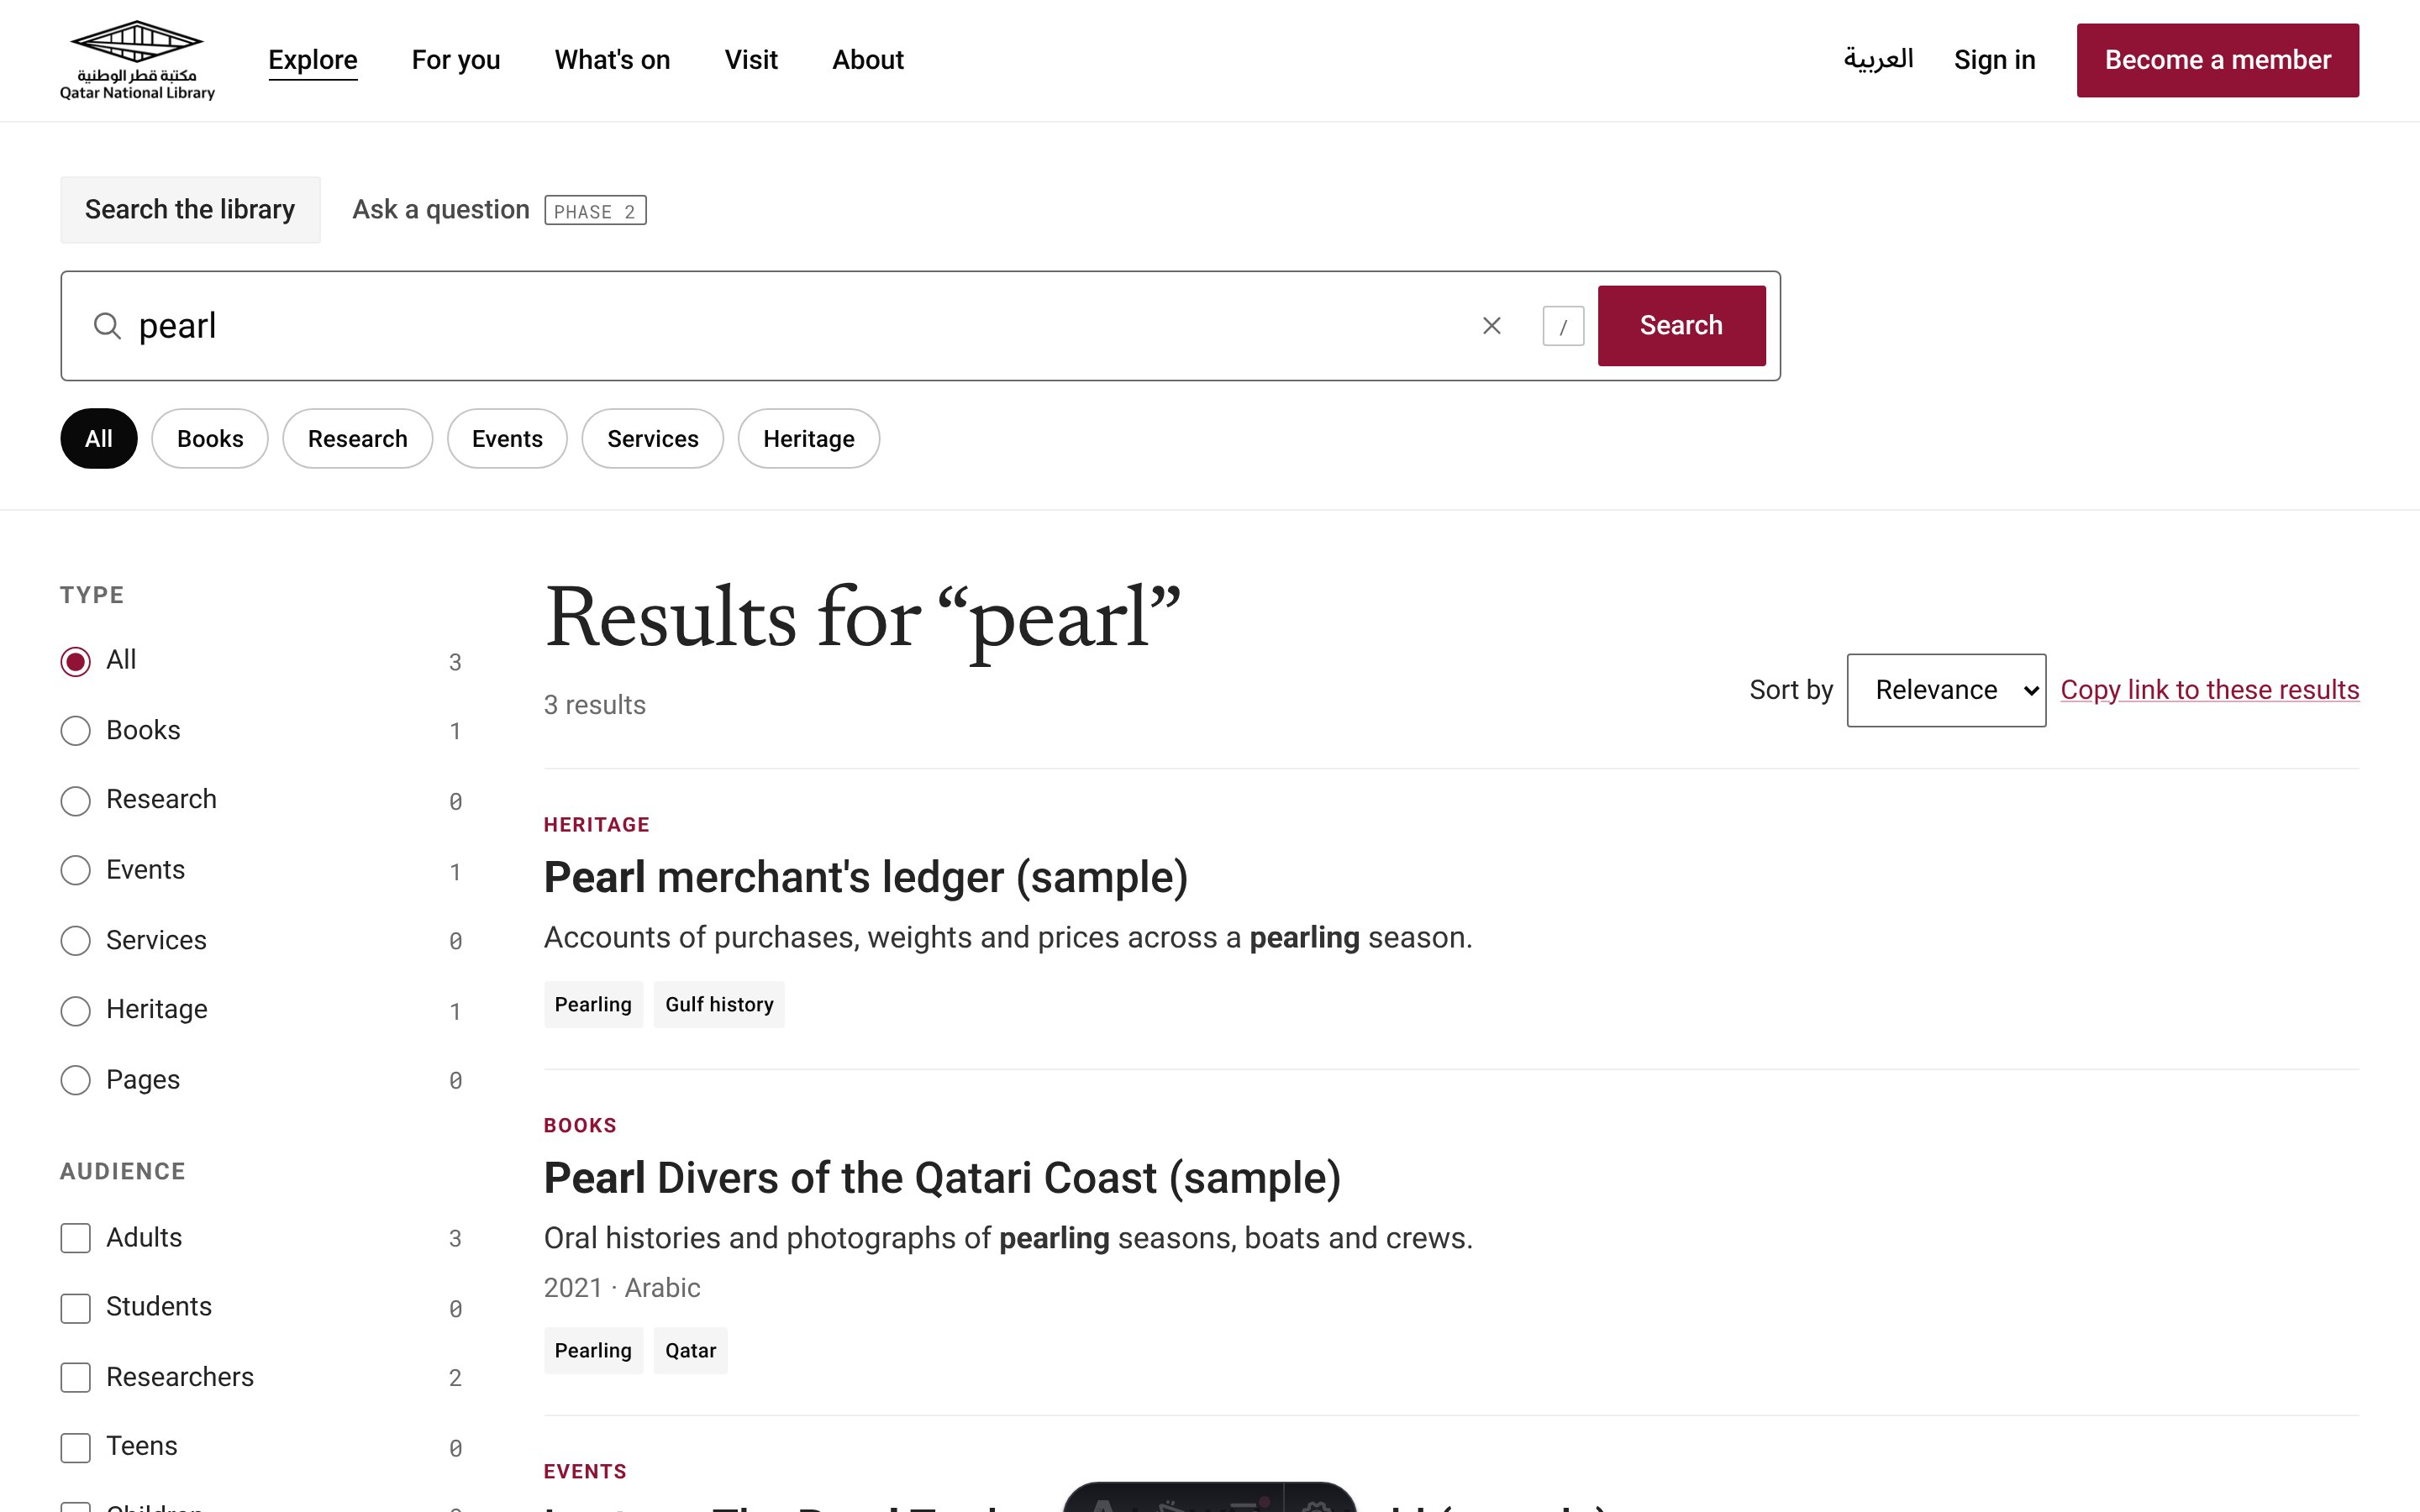 مكتبة قطر الوطنية
Qatar National Library
Explore
For you
What's on
Visit
About
العربية
Sign in
Become a member
Search the library
Ask a question
PHASE 2
pearl
/
Search
All
Books
Research
Events
Services
Heritage
TYPE
All 3
Books 1
Research 0
Events 1
Services 0
Heritage 1
Pages 0
AUDIENCE
Adults 3
Students 0
Researchers 2
Teens 0
Results for “pearl”
3 results
Sort by
Relevance
Copy link to these results
HERITAGE
Pearl merchant's ledger (sample)
Accounts of purchases, weights and prices across a pearling season.
Pearling
Gulf history
BOOKS
Pearl Divers of the Qatari Coast (sample)
Oral histories and photographs of pearling seasons, boats and crews.
2021 · Arabic
Pearling
Qatar
EVENTS